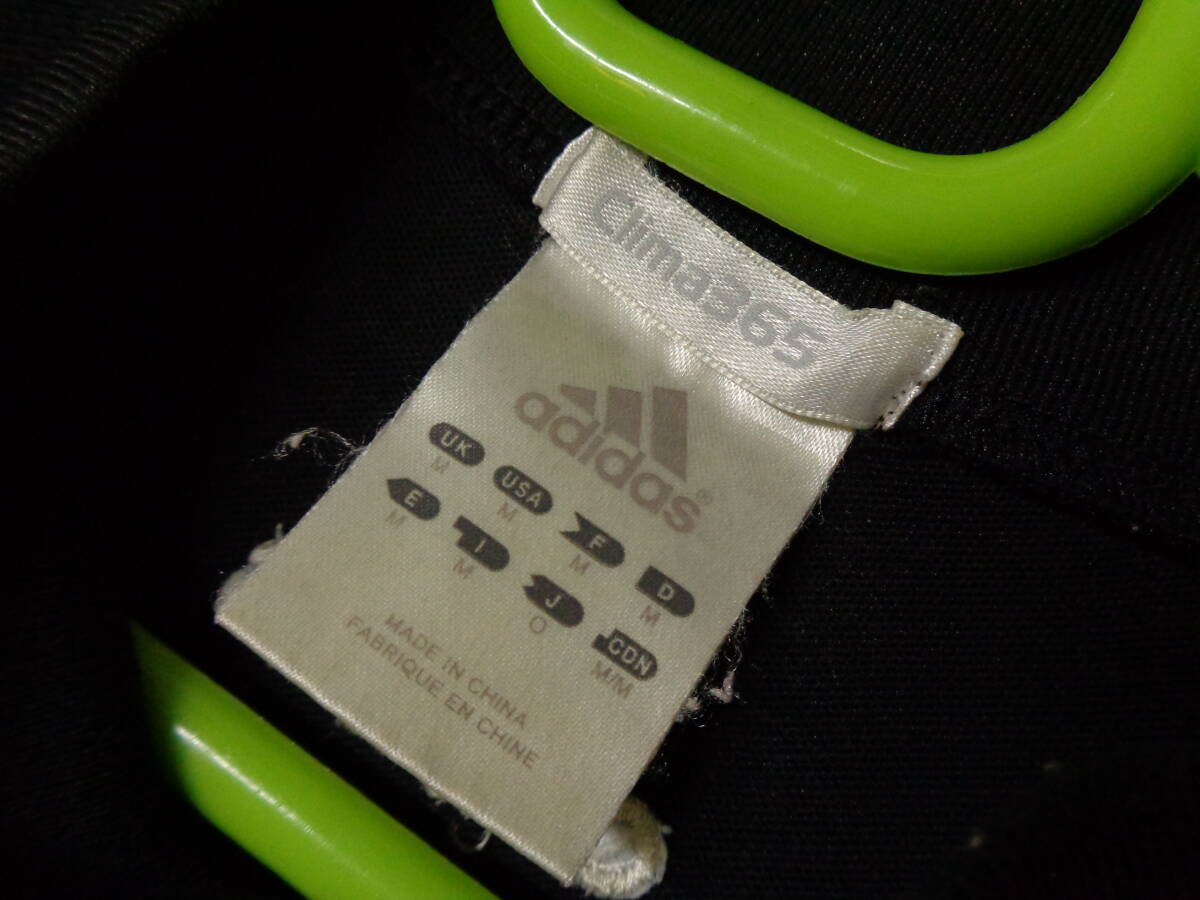 Clima365
adidas®
UK USA F D
M M M M
E I J CDN
M M O M/M
MADE IN CHINA
FABRIQUE EN CHINE